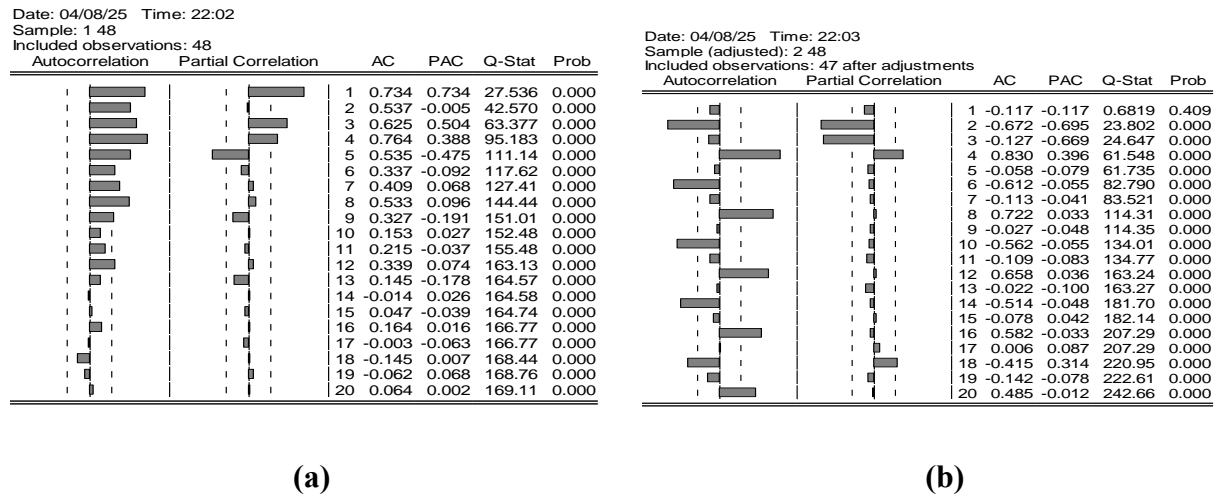 Date: 04/08/25 Time: 22:02
Sample: 1 48
Included observations: 48
Autocorrelation Partial Correlation AC PAC Q-Stat Prob
1 0.734 0.734 27.536 0.000
2 0.537 -0.005 42.570 0.000
3 0.625 0.504 63.377 0.000
4 0.764 0.388 95.183 0.000
5 0.535 -0.475 111.14 0.000
6 0.337 -0.092 117.62 0.000
7 0.409 0.068 127.41 0.000
8 0.533 0.096 144.44 0.000
9 0.327 -0.191 151.01 0.000
10 0.153 0.027 152.48 0.000
11 0.215 -0.037 155.48 0.000
12 0.339 0.074 163.13 0.000
13 0.145 -0.178 164.57 0.000
14 -0.014 0.026 164.58 0.000
15 0.047 -0.039 164.74 0.000
16 0.164 0.016 166.77 0.000
17 -0.003 -0.063 166.77 0.000
18 -0.145 0.007 168.44 0.000
19 -0.062 0.068 168.76 0.000
20 0.064 0.002 169.11 0.000
(a)
Date: 04/08/25 Time: 22:03
Sample (adjusted): 2 48
Included observations: 47 after adjustments
Autocorrelation Partial Correlation AC PAC Q-Stat Prob
1 -0.117 -0.117 0.6819 0.409
2 -0.672 -0.695 23.802 0.000
3 -0.127 -0.669 24.647 0.000
4 0.830 0.396 61.548 0.000
5 -0.058 -0.079 61.735 0.000
6 -0.612 -0.055 82.790 0.000
7 -0.113 -0.041 83.521 0.000
8 0.722 0.033 114.31 0.000
9 -0.027 -0.048 114.35 0.000
10 -0.562 -0.055 134.01 0.000
11 -0.109 -0.083 134.77 0.000
12 0.658 0.036 163.24 0.000
13 -0.022 -0.100 163.27 0.000
14 -0.514 -0.048 181.70 0.000
15 -0.078 0.042 182.14 0.000
16 0.582 -0.033 207.29 0.000
17 0.006 0.087 207.29 0.000
18 -0.415 0.314 220.95 0.000
19 -0.142 -0.078 222.61 0.000
20 0.485 -0.012 242.66 0.000
(b)